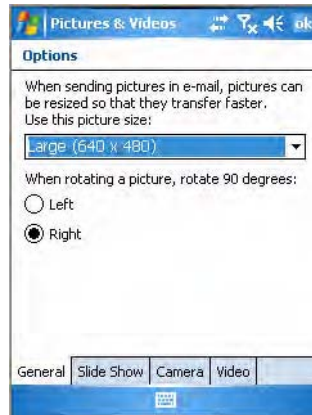 Pictures & Videos ok
Options
When sending pictures in e-mail, pictures can
be resized so that they transfer faster.
Use this picture size:
Large (640 x 480)
When rotating a picture, rotate 90 degrees:
Left
Right
General Slide Show Camera Video